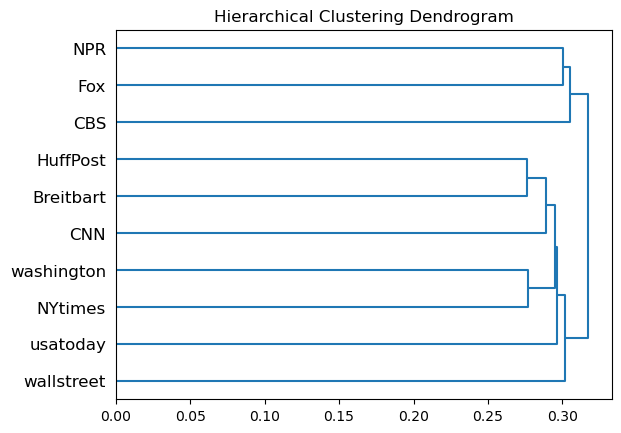 Hierarchical Clustering Dendrogram
NPR
Fox
CBS
HuffPost
Breitbart
CNN
washington
NYtimes
usatoday
wallstreet
0.00 0.05 0.10 0.15 0.20 0.25 0.30